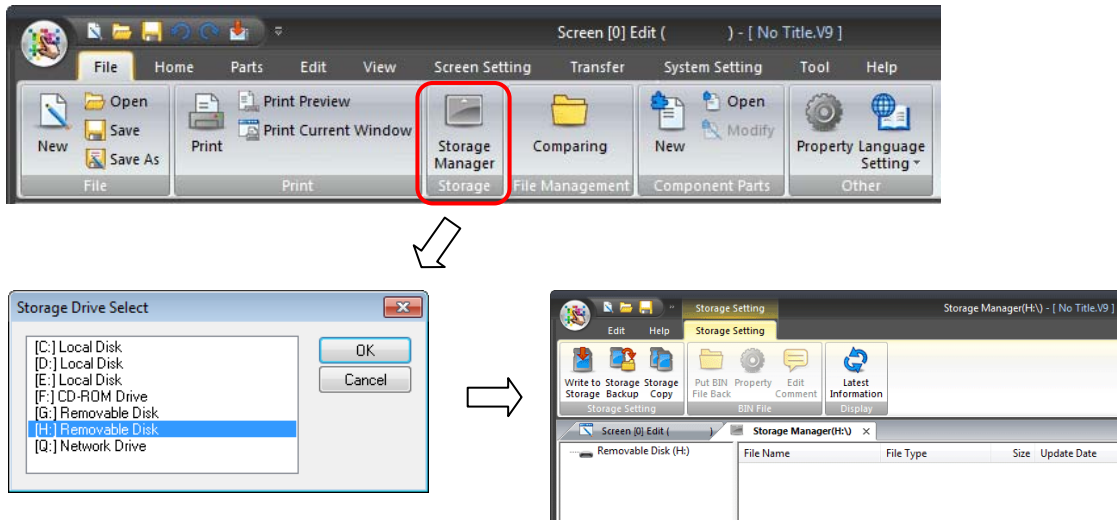 Screen [0] Edit ( ) - [ No Title.V9 ]
File Home Parts Edit View Screen Setting Transfer System Setting Tool Help
New
Open
Save
Save As
File
Print
Print Preview
Print Current Window
Print
Storage
Manager
Storage
Comparing
File Management
New
Open
Modify
Component Parts
Property
Language
Setting
Other
Storage Drive Select
[C:] Local Disk
[D:] Local Disk
[E:] Local Disk
[F:] CD-ROM Drive
[G:] Removable Disk
[H:] Removable Disk
[Q:] Network Drive
OK
Cancel
Storage Setting
Storage Manager(H:\) - [ No Title.V9 ]
Edit Help Storage Setting
Write to
Storage
Storage
Backup
Storage
Copy
Storage Setting
Put BIN
File Back
Property
Edit
Comment
BIN File
Latest
Information
Display
Screen [0] Edit ( )
Storage Manager(H:\) ×
Removable Disk (H:)
File Name File Type Size Update Date